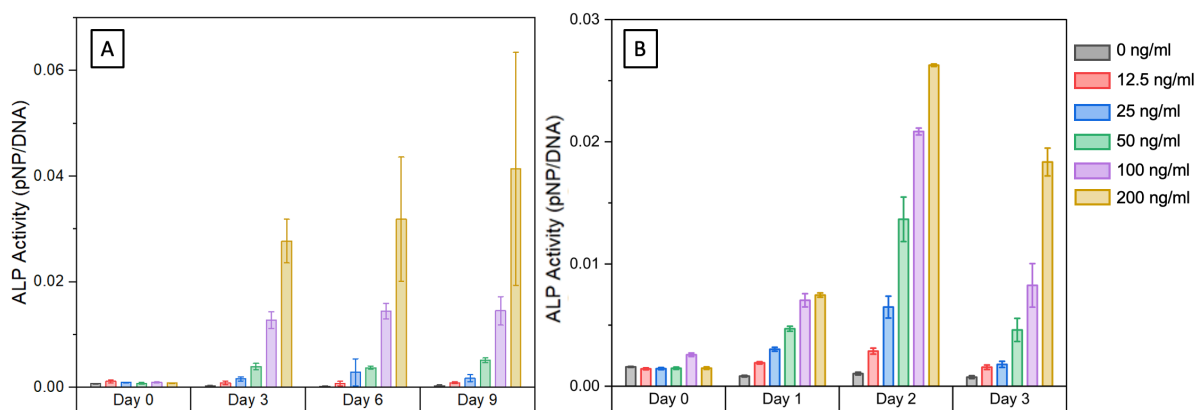 A
ALP Activity (pNP/DNA)
0.06
0.04
0.02
0.00
Day 0
Day 3
Day 6
Day 9
B
ALP Activity (pNP/DNA)
0.03
0.02
0.01
0.00
Day 0
Day 1
Day 2
Day 3
0 ng/ml
12.5 ng/ml
25 ng/ml
50 ng/ml
100 ng/ml
200 ng/ml